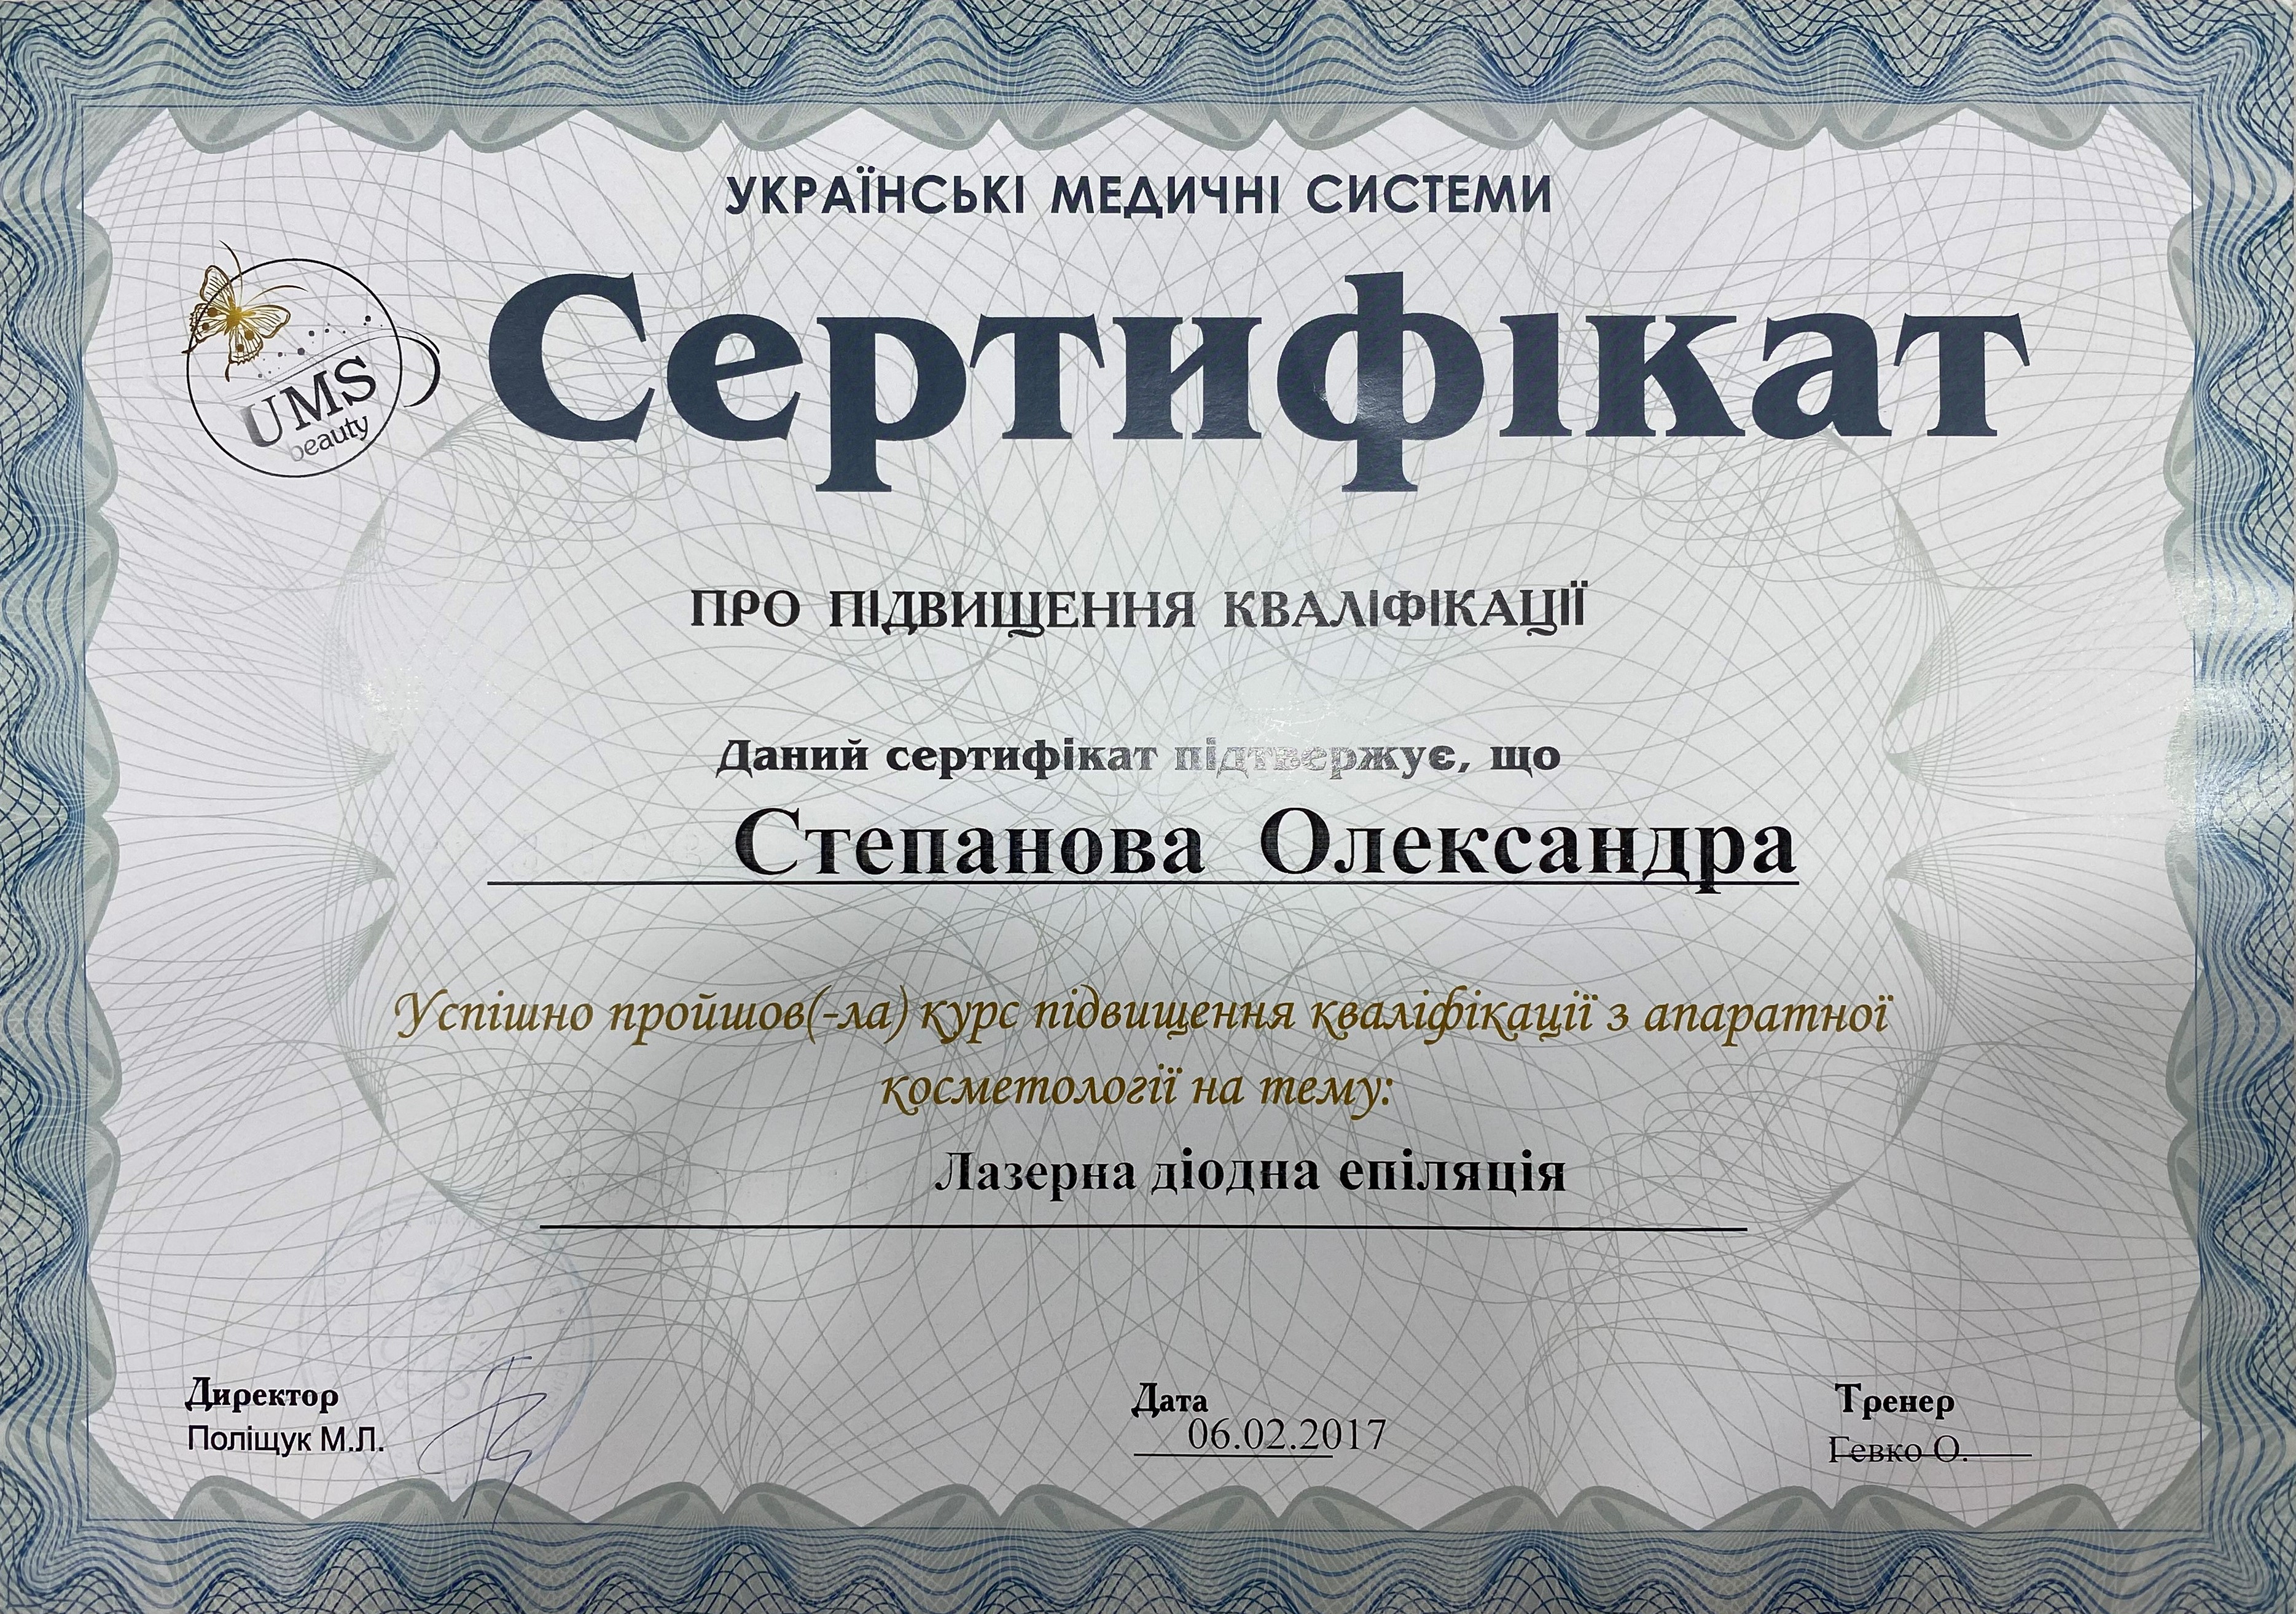 УКРАЇНСЬКІ МЕДИЧНІ СИСТЕМИ
UMS
beauty
Сертифікат
ПРО ПІДВИЩЕННЯ КВАЛІФІКАЦІЇ
Даний сертифікат підтвержує, що
Степанова Олександра
Успішно пройшов(-ла) курс підвищення кваліфікації з апаратної
косметології на тему:
Лазерна діодна епіляція
Директор
Поліщук М.Л.
Дата
06.02.2017
Тренер
Гевко О.